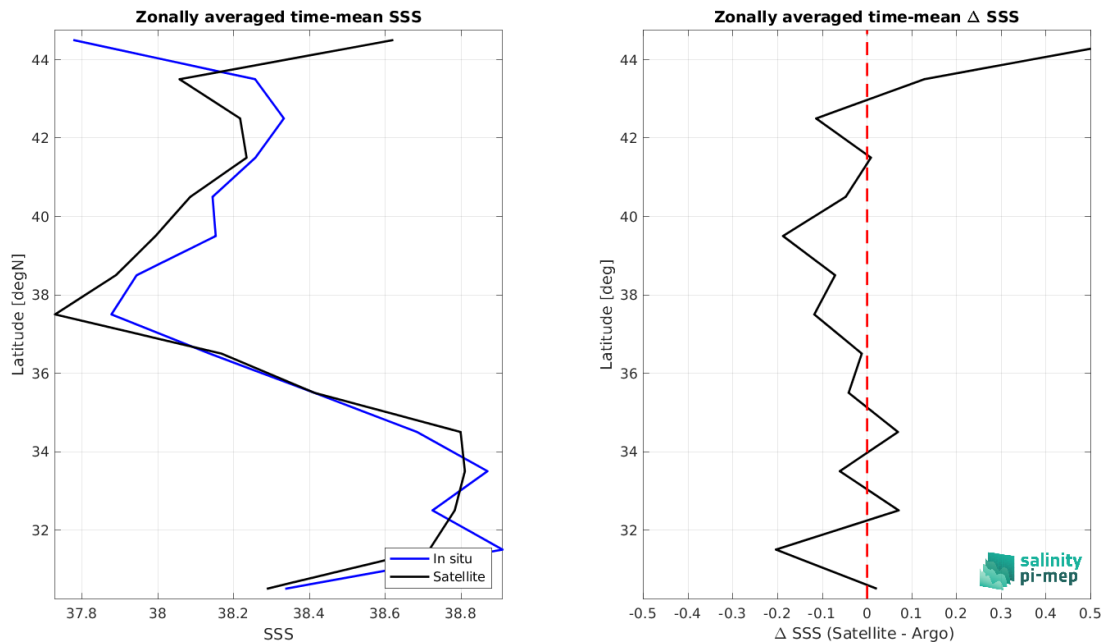 Zonally averaged time-mean SSS
44
42
40
38
36
34
32
Latitude [degN]
37.8 38 38.2 38.4 38.6 38.8
SSS
In situ
Satellite
Zonally averaged time-mean Δ SSS
44
42
40
38
36
34
32
Latitude [deg]
-0.5 -0.4 -0.3 -0.2 -0.1 0 0.1 0.2 0.3 0.4 0.5
Δ SSS (Satellite - Argo)
salinity
pi-mep